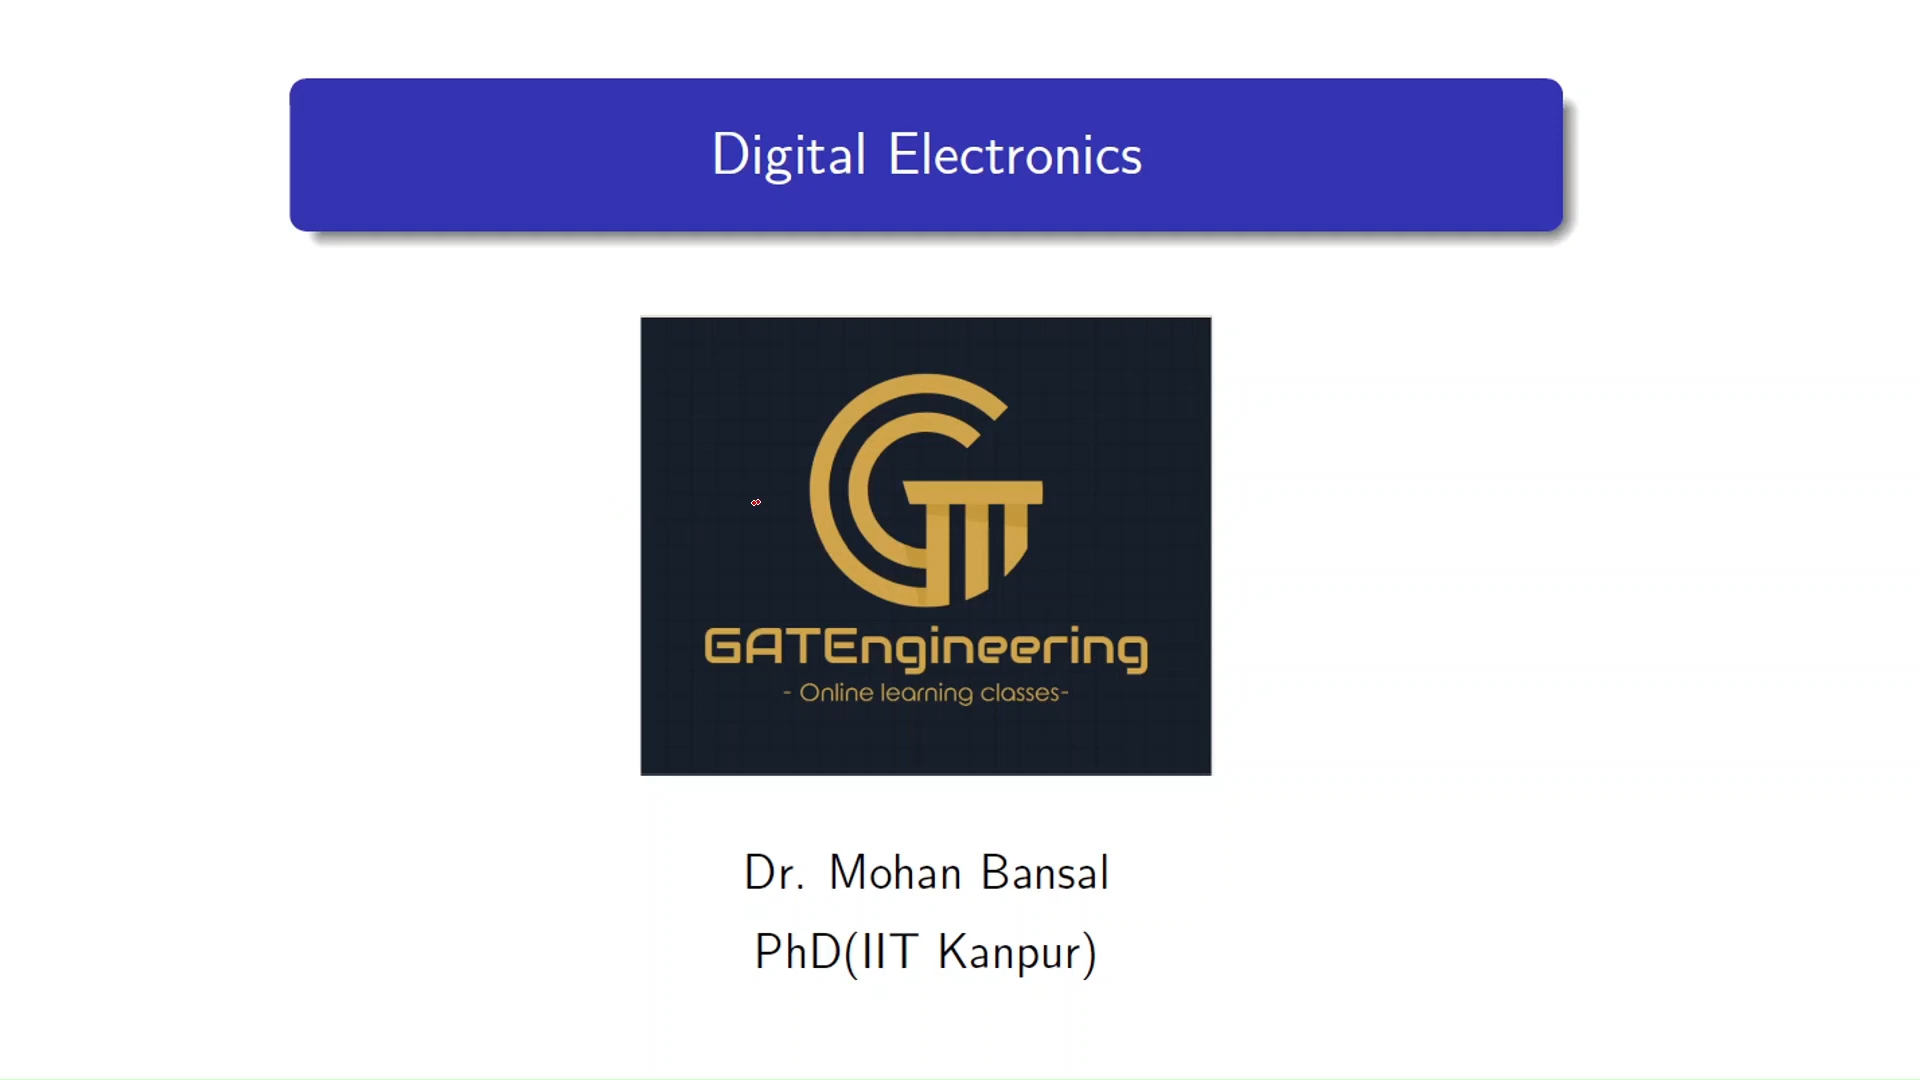 Digital Electronics
GATEngineering
- Online learning classes-
Dr. Mohan Bansal
PhD(IIT Kanpur)